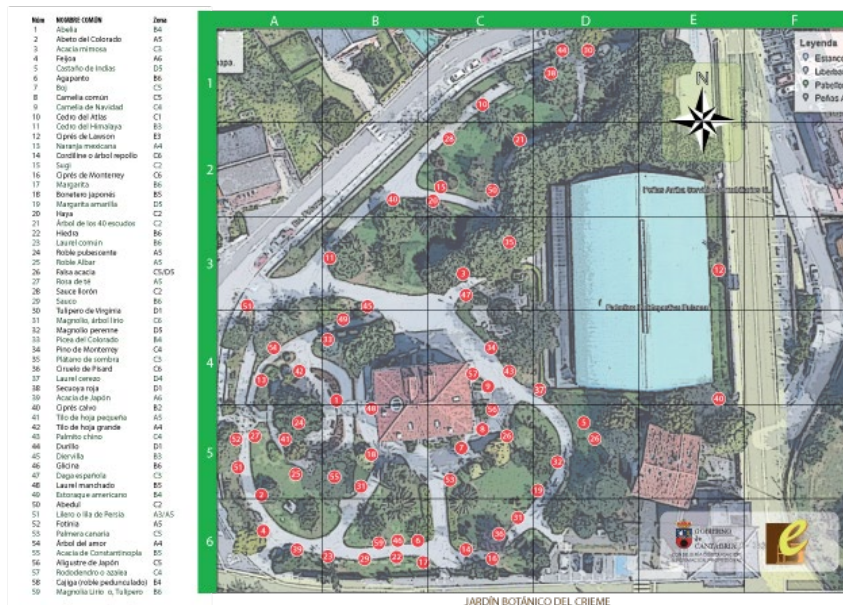 Núm NOMBRE COMÚN Zona
1 Abelia B4
2 Abeto del Colorado A5
3 Acacia mimosa C3
4 Feijoa A6
5 Castaño de Indias D5
6 Agapanto B6
7 Boj C5
8 Camelia común C5
9 Camelia de Navidad C4
10 Cedro del Atlas C1
11 Cedro del Himalaya B3
12 Ciprés de Lawson E3
13 Naranja mexicana A4
14 Cordiline o árbol repollo C6
15 Sugi C2
16 Ciprés de Monterrey C6
17 Margarita B6
18 Bonetero japonés B5
19 Margarita amarilla D5
20 Haya C2
21 Árbol de los 40 escudos C2
22 Hiedra B6
23 Laurel común B6
24 Roble pubescente A5
25 Roble Albar A5
26 Falsa acacia C5/D5
27 Rosa de té A5
28 Sauce llorón C2
29 Sauco B6
30 Tulipero de Virginia D1
31 Magnolio, árbol lirio C6
32 Magnolio perenne D5
33 Picea del Colorado B4
34 Pino de Monterrey C4
35 Plátano de sombra C3
36 Ciruelo de Pisard C6
37 Laurel cerezo D4
38 Secuoya roja D1
39 Acacia de Japón A6
40 Ciprés calvo B2
41 Tilo de hoja pequeña A5
42 Tilo de hoja grande A4
43 Palmito chino C4
44 Durillo D1
45 Diervilla B3
46 Glicina B6
47 Daga española C3
48 Laurel manchado B5
49 Estoraque americano B4
50 Abedul C2
51 Lilero o lila de Persia A3/A5
52 Fotinia A5
53 Palmera canaria C5
54 Árbol del amor A4
55 Acacia de Constantinopla B5
56 Aligustre de Japón C5
57 Rododendro o azalea C4
58 Cajiga (roble pedunculado) B4
59 Magnolia Lirio o, Tulipero B6
A B C D E F
1
2
3
4
5
6
mapa.
N
Leyenda
Estanco
Pabello
Peñas A
GOBIERNO
de
CANTABRIA
e
JARDÍN BOTÁNICO DEL CRIEME